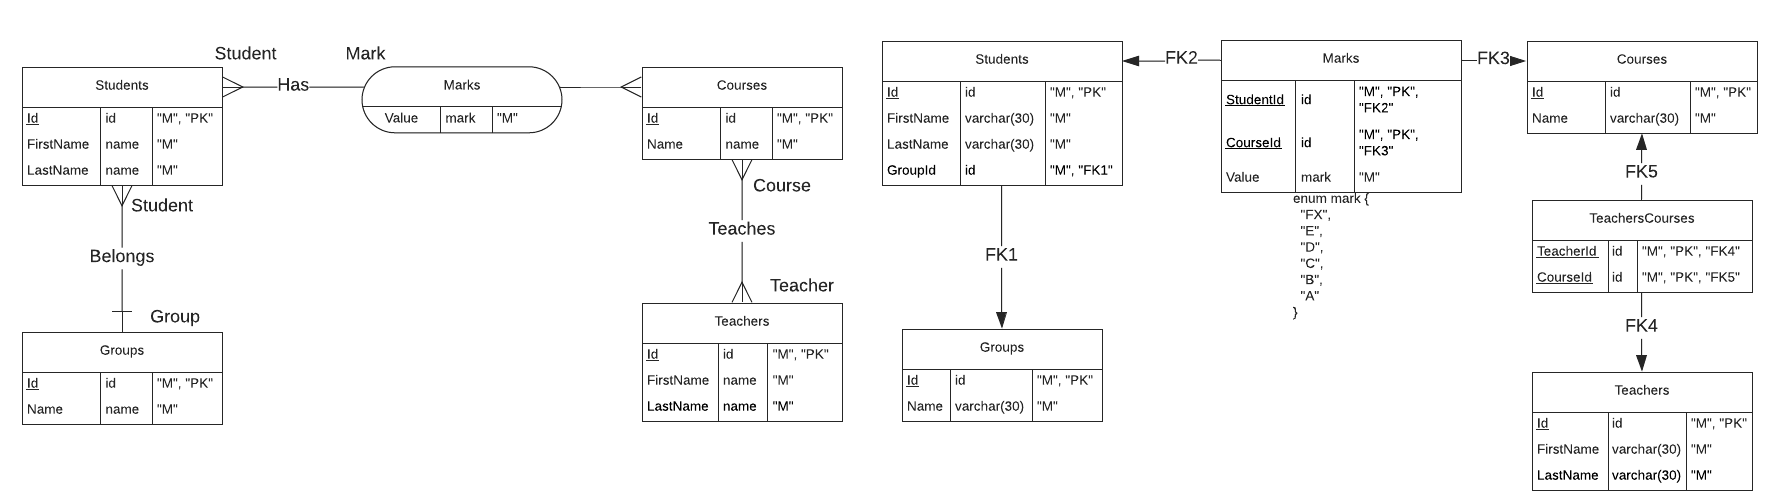 Student
Mark
Students
Id id "M", "PK"
FirstName name "M"
LastName name "M"
Has
Marks
Value mark "M"
Courses
Id id "M", "PK"
Name name "M"
Student
Belongs
Group
Groups
Id id "M", "PK"
Name name "M"
Course
Teaches
Teacher
Teachers
Id id "M", "PK"
FirstName name "M"
LastName name "M"
Students
Id id "M", "PK"
FirstName varchar(30) "M"
LastName varchar(30) "M"
GroupId id "M", "FK1"
FK2
Marks
StudentId id "M", "PK",
"FK2"
CourseId id "M", "PK",
"FK3"
Value mark "M"
enum mark {
"FX",
"E",
"D",
"C",
"B",
"A"
}
FK3
Courses
Id id "M", "PK"
Name varchar(30) "M"
FK1
Groups
Id id "M", "PK"
Name varchar(30) "M"
FK5
TeachersCourses
TeacherId id "M", "PK", "FK4"
CourseId id "M", "PK", "FK5"
FK4
Teachers
Id id "M", "PK"
FirstName varchar(30) "M"
LastName varchar(30) "M"